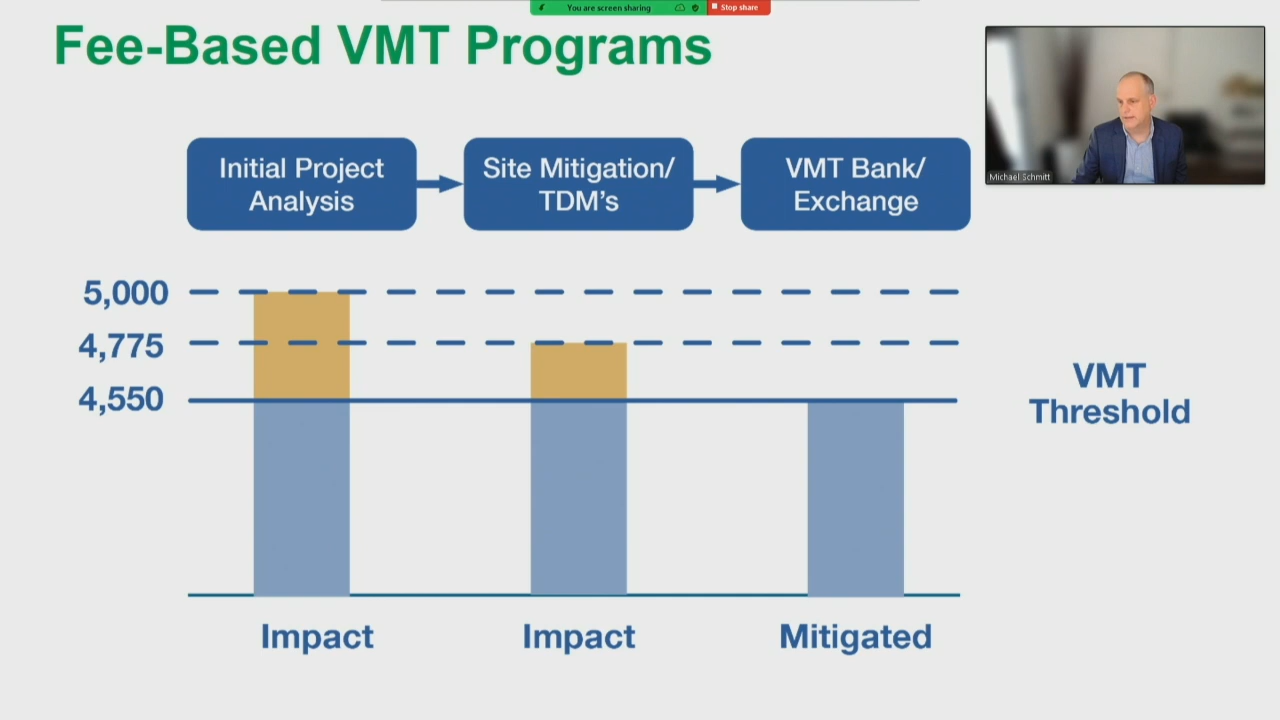 You are screen sharing
Stop share
Fee-Based VMT Programs
Michael Schmitt
Initial Project
Analysis
Site Mitigation/
TDM's
VMT Bank/
Exchange
5,000
4,775
4,550
VMT
Threshold
Impact
Impact
Mitigated